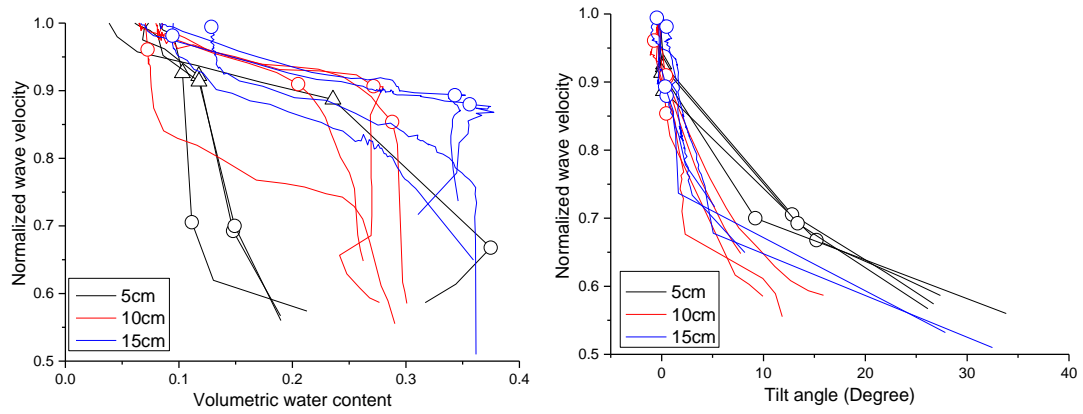 Normalized wave velocity
1.0
0.9
0.8
0.7
0.6
0.5
5cm
10cm
15cm
0.0 0.1 0.2 0.3 0.4
Volumetric water content
Normalized wave velocity
1.0
0.9
0.8
0.7
0.6
0.5
5cm
10cm
15cm
0 10 20 30 40
Tilt angle (Degree)